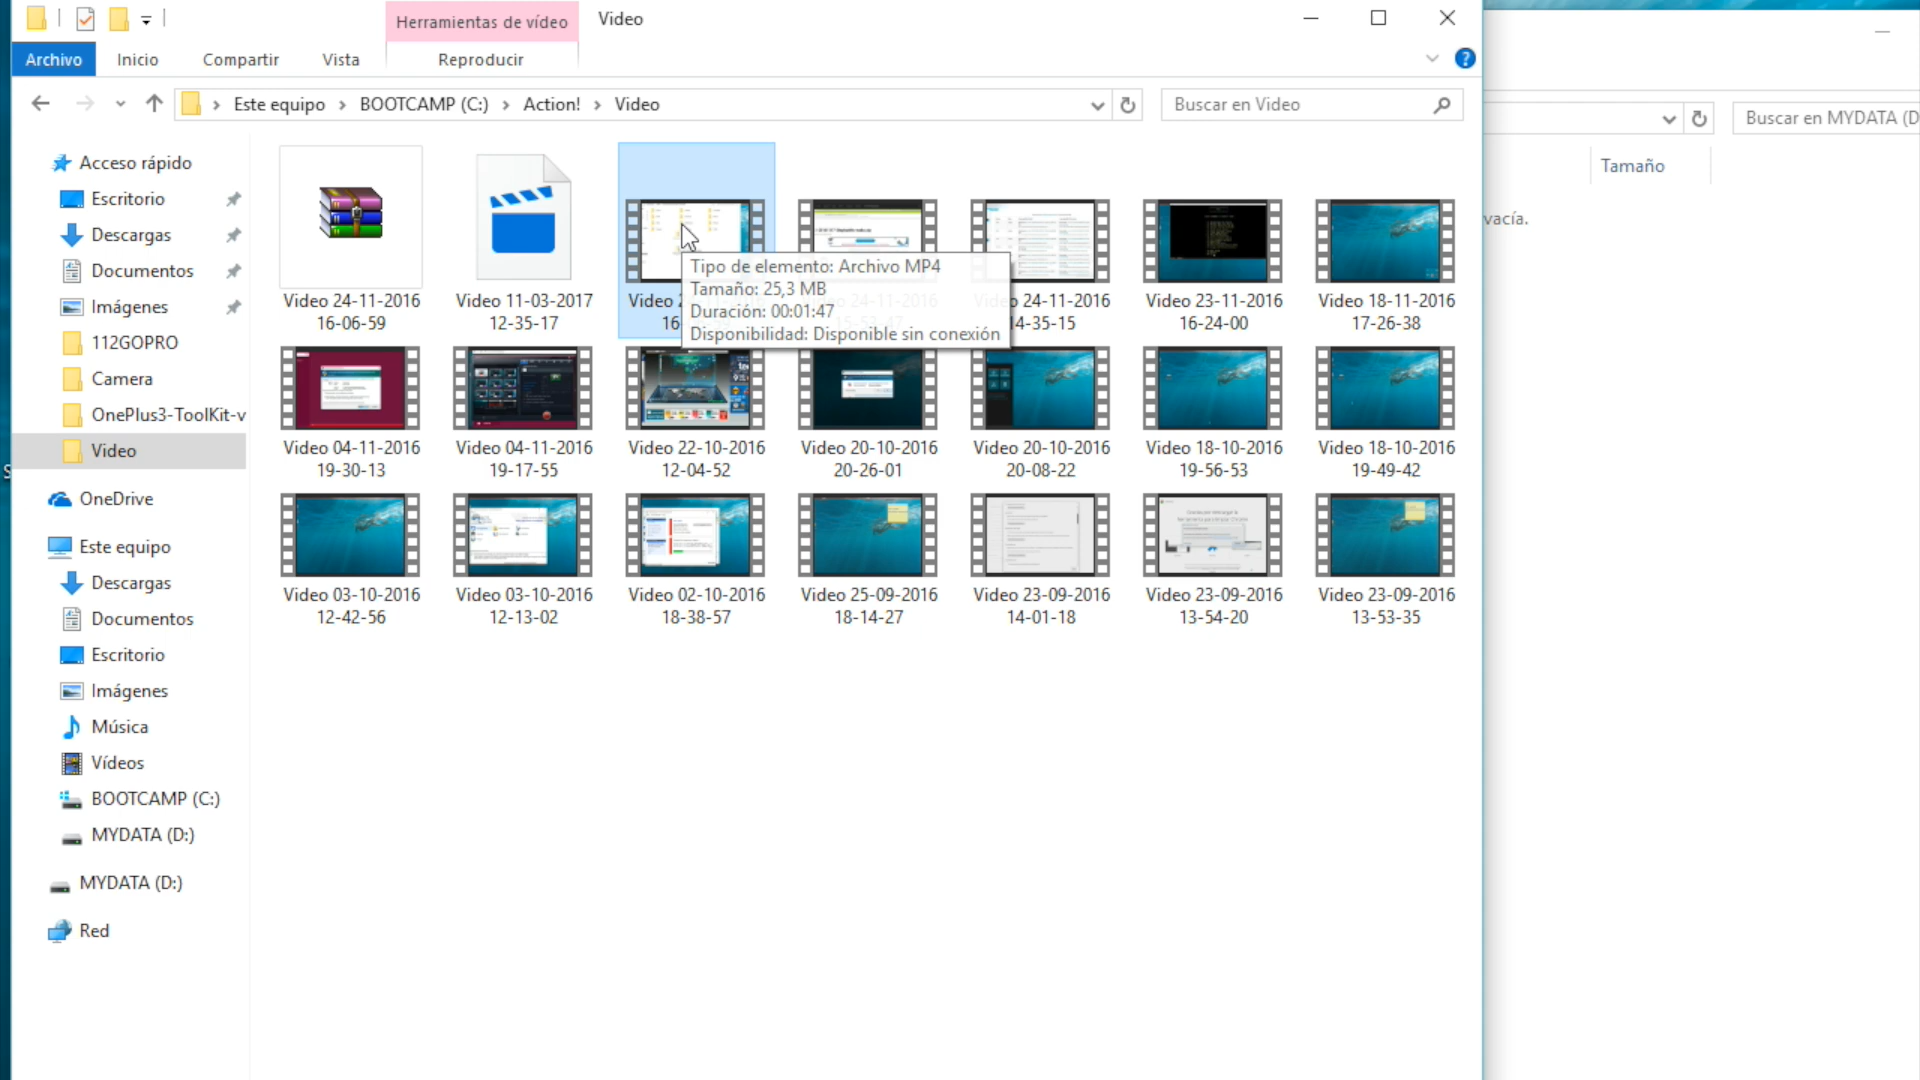 Herramientas de vídeo
Video
Archivo
Inicio
Compartir
Vista
Reproducir
Este equipo
BOOTCAMP (C:)
Action!
Video
Buscar en Video
Buscar en MYDATA (D
Tamaño
vacía.
Acceso rápido
Escritorio
Descargas
Documentos
Imágenes
112GOPRO
Camera
OnePlus3-ToolKit-v
Video
OneDrive
Este equipo
Descargas
Documentos
Escritorio
Imágenes
Música
Vídeos
BOOTCAMP (C:)
MYDATA (D:)
MYDATA (D:)
Red
Video 24-11-2016
16-06-59
Video 11-03-2017
12-35-17
Video 2
16-
Tipo de elemento: Archivo MP4
Tamaño: 25,3 MB
Duración: 00:01:47
Disponibilidad: Disponible sin conexión
24-11-2016
14-35-15
Video 23-11-2016
16-24-00
Video 18-11-2016
17-26-38
Video 04-11-2016
19-30-13
Video 04-11-2016
19-17-55
Video 22-10-2016
12-04-52
Video 20-10-2016
20-26-01
Video 20-10-2016
20-08-22
Video 18-10-2016
19-56-53
Video 18-10-2016
19-49-42
Video 03-10-2016
12-42-56
Video 03-10-2016
12-13-02
Video 02-10-2016
18-38-57
Video 25-09-2016
18-14-27
Video 23-09-2016
14-01-18
Video 23-09-2016
13-54-20
Video 23-09-2016
13-53-35